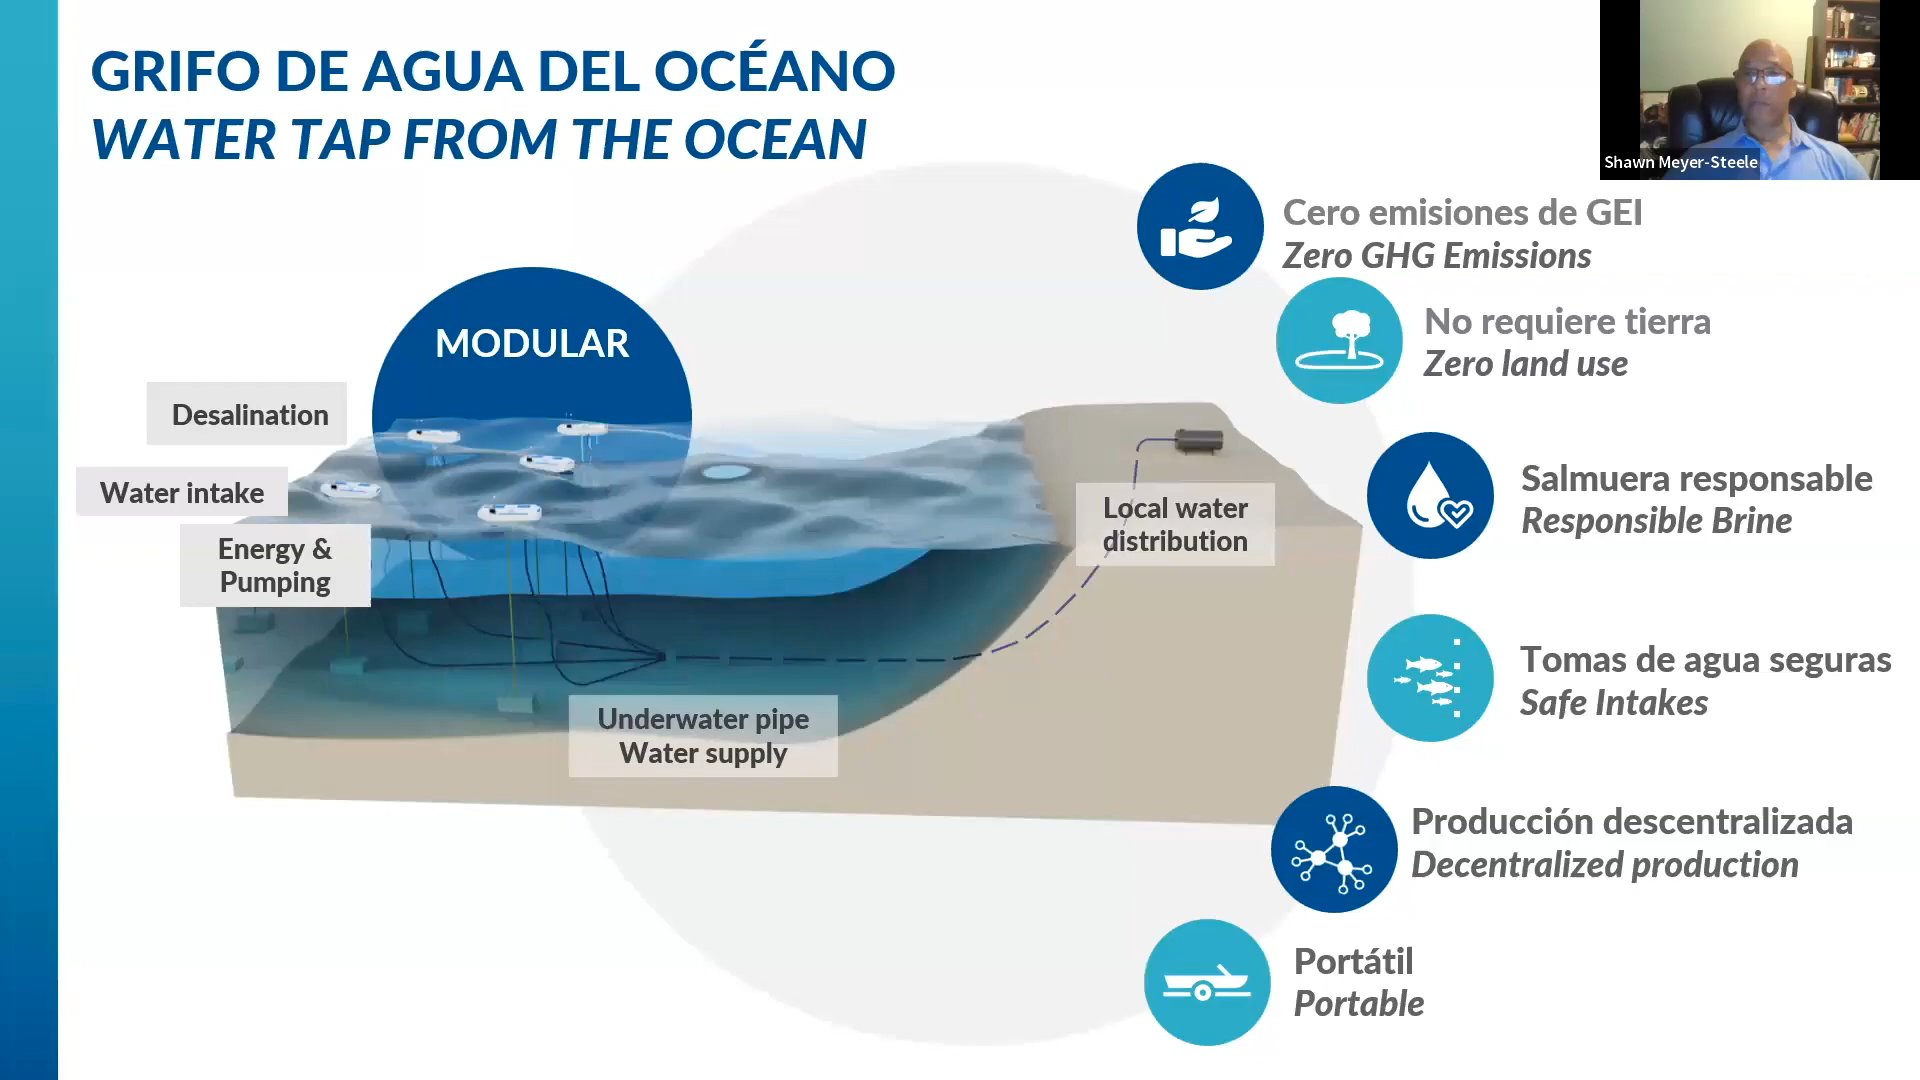 GRIFO DE AGUA DEL OCÉANO
WATER TAP FROM THE OCEAN
Shawn Meyer-Steele
Cero emisiones de GEI
Zero GHG Emissions
No requiere tierra
Zero land use
MODULAR
Desalination
Water intake
Energy &
Pumping
Local water
distribution
Underwater pipe
Water supply
Salmuera responsable
Responsible Brine
Tomas de agua seguras
Safe Intakes
Producción descentralizada
Decentralized production
Portátil
Portable